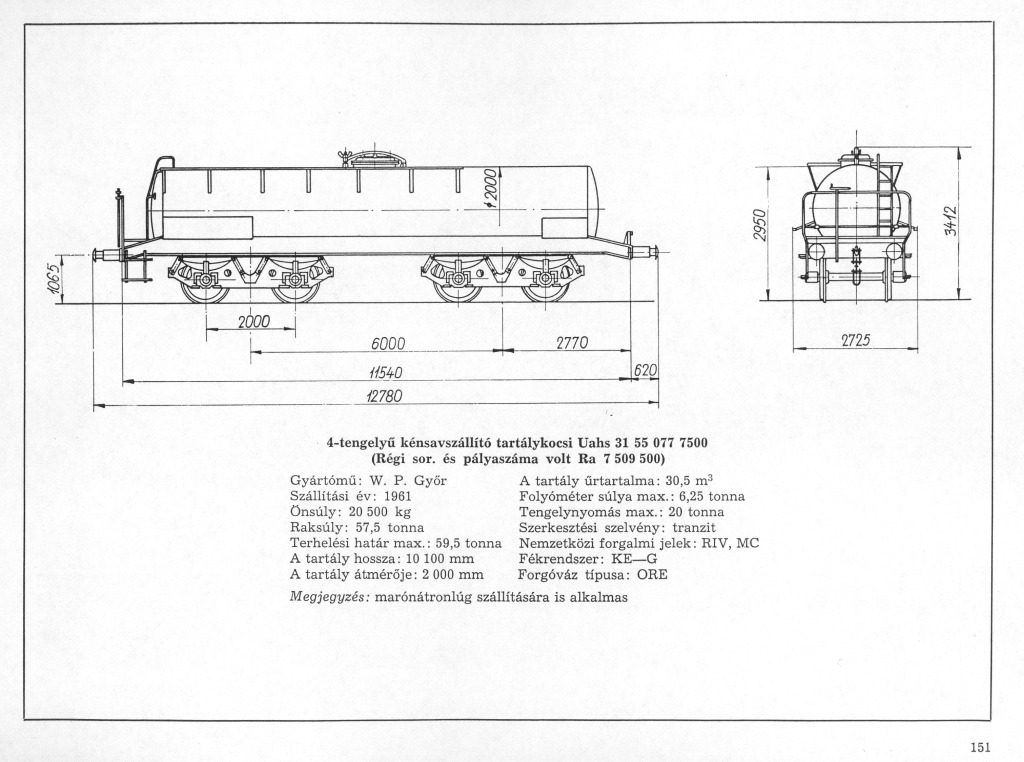 ϕ2000
1065
2000
6000
2770
11540
620
12780
2950
3412
2725
4-tengelyű kénsavszállító tartálykocsi Uahs 31 55 077 7500
(Régi sor. és pályaszáma volt Ra 7 509 500)
Gyártómű: W. P. Győr
Szállítási év: 1961
Önsúly: 20 500 kg
Raksúly: 57,5 tonna
Terhelési határ max.: 59,5 tonna
A tartály hossza: 10 100 mm
A tartály átmérője: 2 000 mm
A tartály űrtartalma: 30,5 m³
Folyóméter súlya max.: 6,25 tonna
Tengelynyomás max.: 20 tonna
Szerkesztési szelvény: tranzit
Nemzetközi forgalmi jelek: RIV, MC
Fékrendszer: KE—G
Forgóváz típusa: ORE
Megjegyzés: marónátronlúg szállítására is alkalmas
151